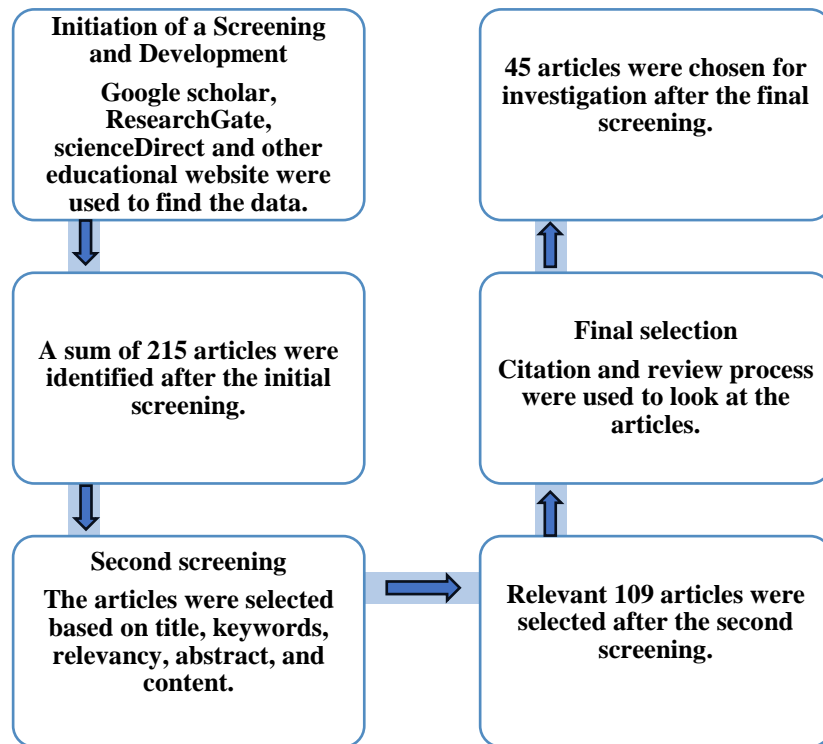 Initiation of a Screening
and Development
Google scholar,
ResearchGate,
scienceDirect and other
educational website were
used to find the data.
A sum of 215 articles were
identified after the initial
screening.
Second screening
The articles were selected
based on title, keywords,
relevancy, abstract, and
content.
Relevant 109 articles were
selected after the second
screening.
Final selection
Citation and review process
were used to look at the
articles.
45 articles were chosen for
investigation after the final
screening.